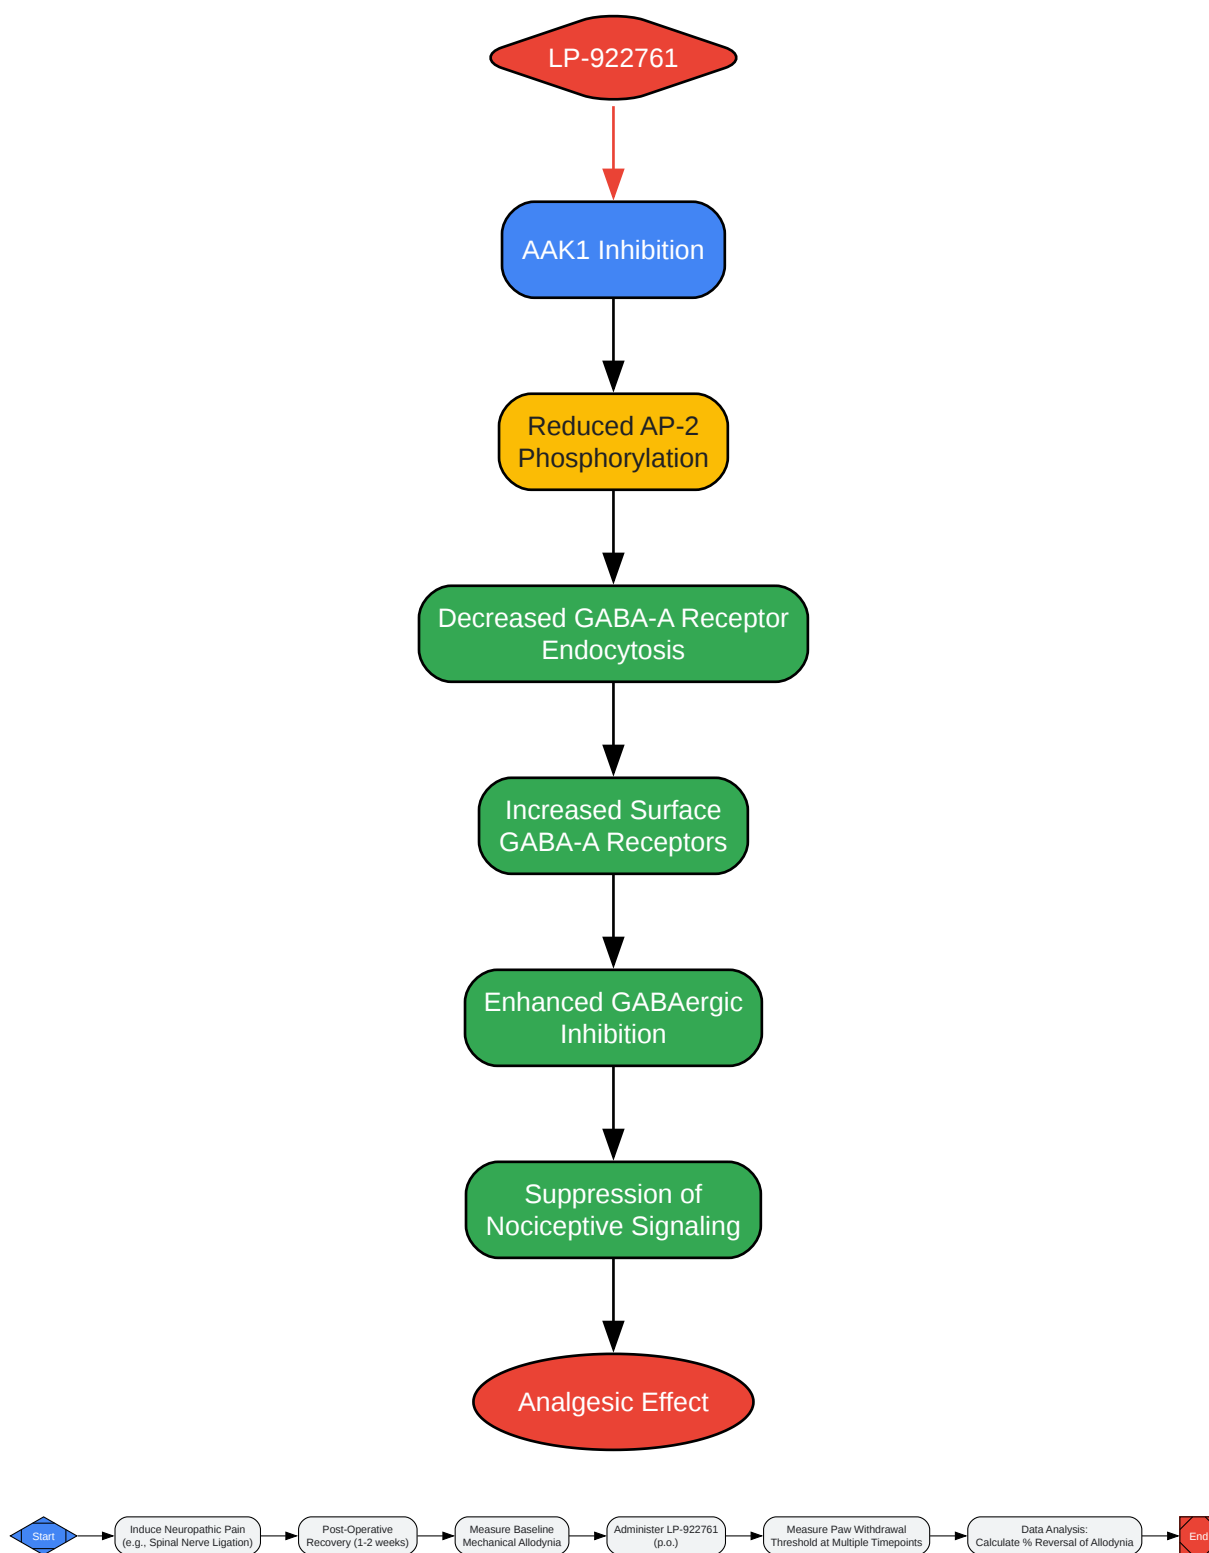 LP-922761
AAK1 Inhibition
Reduced AP-2
Phosphorylation
Decreased GABA-A Receptor
Endocytosis
Increased Surface
GABA-A Receptors
Enhanced GABAergic
Inhibition
Suppression of
Nociceptive Signaling
Analgesic Effect
Start
Induce Neuropathic Pain
(e.g., Spinal Nerve Ligation)
Post-Operative
Recovery (1-2 weeks)
Measure Baseline
Mechanical Allodynia
Administer LP-922761
(p.o.)
Measure Paw Withdrawal
Threshold at Multiple Timepoints
Data Analysis:
Calculate % Reversal of Allodynia
End